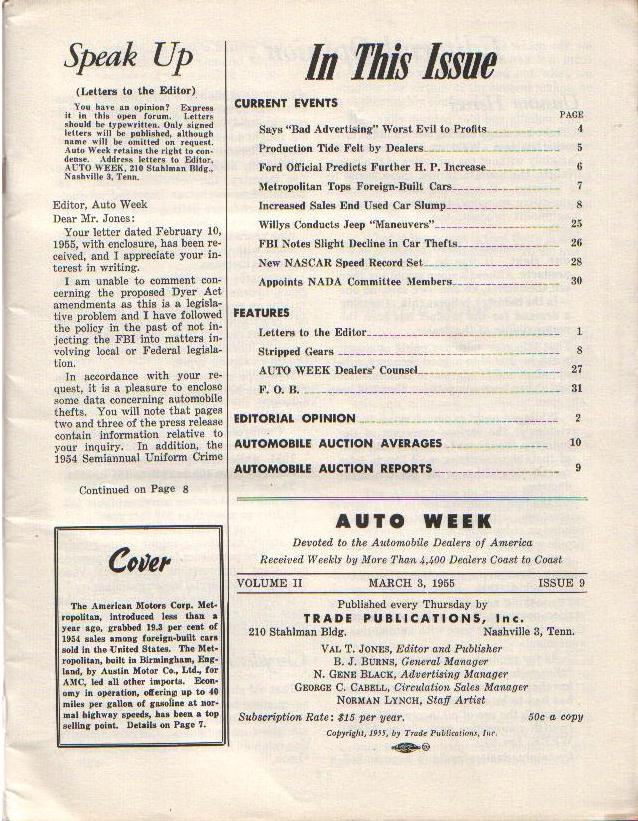 Speak Up
(Letters to the Editor)
You have an opinion? Express
it in this open forum. Letters
should be typewritten. Only signed
letters will be published, although
name will be omitted on request.
Auto Week retains the right to con-
dense. Address letters to Editor,
AUTO WEEK, 210 Stahlman Bldg.,
Nashville 3, Tenn.
Editor, Auto Week
Dear Mr. Jones:
Your letter dated February 10,
1955, with enclosure, has been re-
ceived, and I appreciate your in-
terest in writing.
I am unable to comment con-
cerning the proposed Dyer Act
amendments as this is a legisla-
tive problem and I have followed
the policy in the past of not in-
jecting the FBI into matters in-
volving local or Federal legisla-
tion.
In accordance with your re-
quest, it is a pleasure to enclose
some data concerning automobile
thefts. You will note that pages
two and three of the press release
contain information relative to
your inquiry. In addition, the
1954 Semiannual Uniform Crime
Continued on Page 8
Cover
The American Motors Corp. Met-
ropolitan, introduced less than a
year ago, grabbed 19.3 per cent of
1954 sales among foreign-built cars
sold in the United States. The Met-
ropolitan, built in Birmingham, Eng-
land, by Austin Motor Co., Ltd., for
AMC, led all other imports. Econ-
omy in operation, offering up to 40
miles per gallon of gasoline at nor-
mal highway speeds, has been a top
selling point. Details on Page 7.
In This Issue
CURRENT EVENTS
PAGE
Says "Bad Advertising" Worst Evil to Profits 4
Production Tide Felt by Dealers 5
Ford Official Predicts Further H. P. Increase 6
Metropolitan Tops Foreign-Built Cars 7
Increased Sales End Used Car Slump 8
Willys Conducts Jeep "Maneuvers" 25
FBI Notes Slight Decline in Car Thefts 26
New NASCAR Speed Record Set 28
Appoints NADA Committee Members 30
FEATURES
Letters to the Editor 1
Stripped Gears 8
AUTO WEEK Dealers' Counsel 27
F. O. B. 31
EDITORIAL OPINION 2
AUTOMOBILE AUCTION AVERAGES 10
AUTOMOBILE AUCTION REPORTS 9
AUTO WEEK
Devoted to the Automobile Dealers of America
Received Weekly by More Than 4,400 Dealers Coast to Coast
VOLUME II MARCH 3, 1955 ISSUE 9
Published every Thursday by
TRADE PUBLICATIONS, Inc.
210 Stahlman Bldg. Nashville 3, Tenn.
VAL T. JONES, Editor and Publisher
B. J. BURNS, General Manager
N. GENE BLACK, Advertising Manager
GEORGE C. CABELL, Circulation Sales Manager
NORMAN LYNCH, Staff Artist
Subscription Rate: $15 per year. 50c a copy
Copyright, 1955, by Trade Publications, Inc.